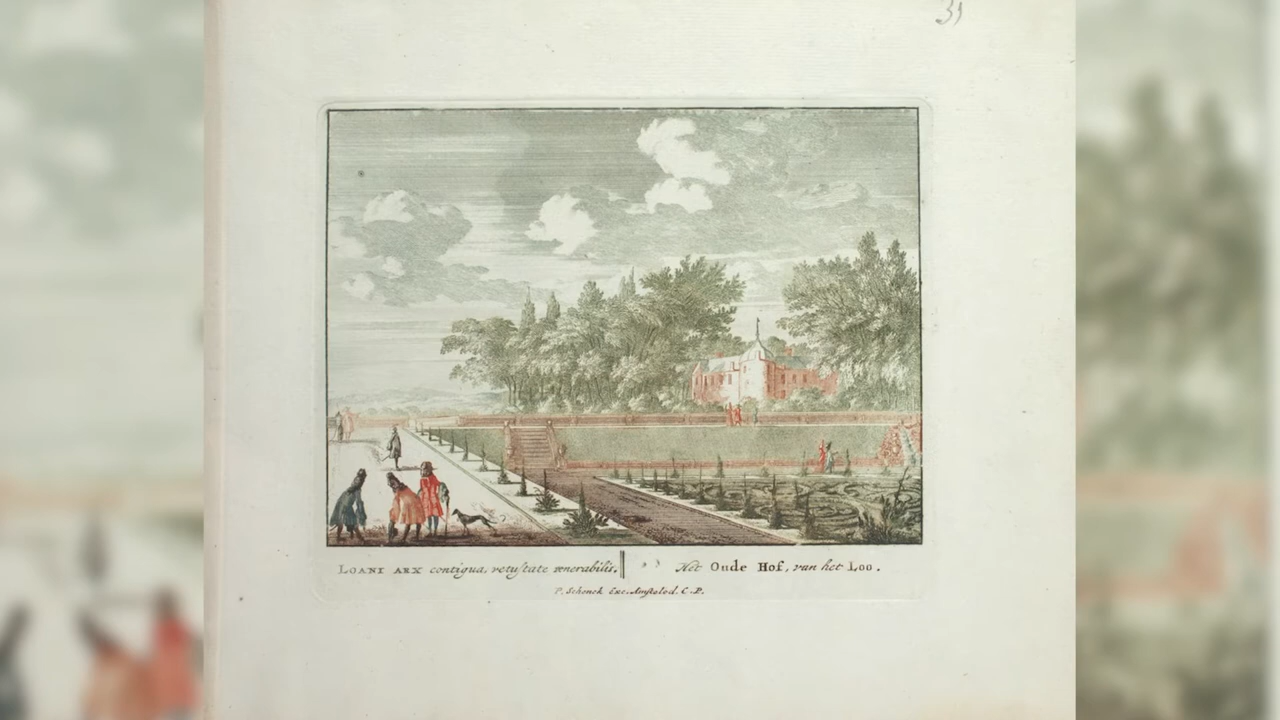 31
LOANI ARX contigua, vetustate venerabilis.
Het Oude Hof, van het Loo.
P. Schenck Exc. Amstelod. C. P.